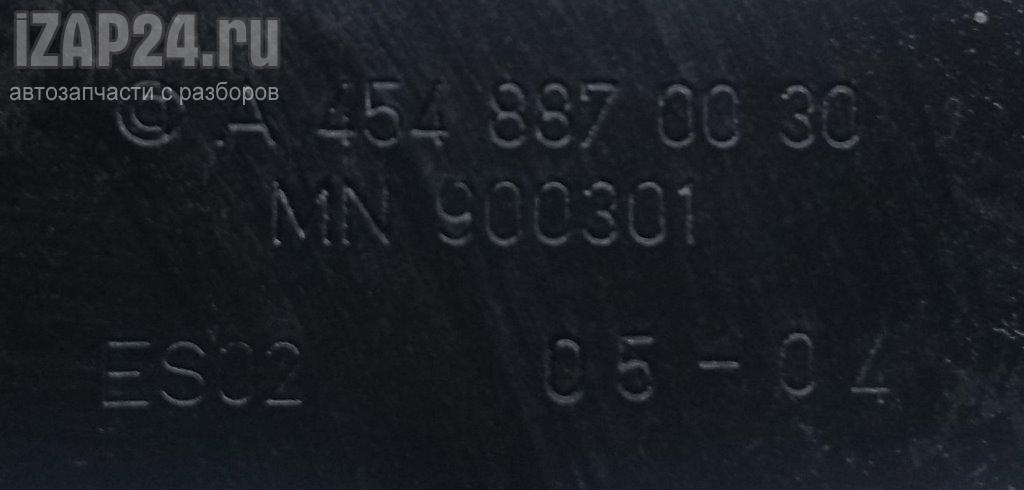 iZAP24.ru
автозапчасти с разборов
© A 454 887 00 30
MN 900301
ES02 05-04